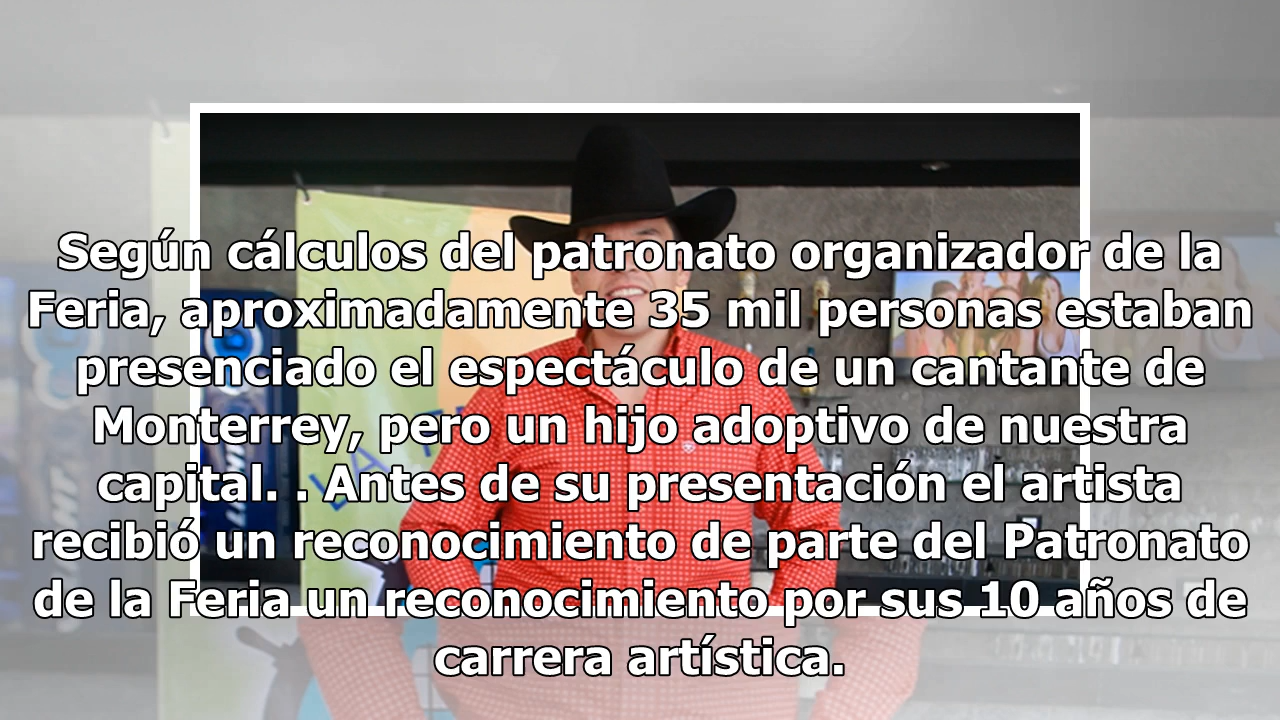 Según cálculos del patronato organizador de la
Feria, aproximadamente 35 mil personas estaban
presenciado el espectáculo de un cantante de
Monterrey, pero un hijo adoptivo de nuestra
capital. . Antes de su presentación el artista
recibió un reconocimiento de parte del Patronato
de la Feria un reconocimiento por sus 10 años de
carrera artística.